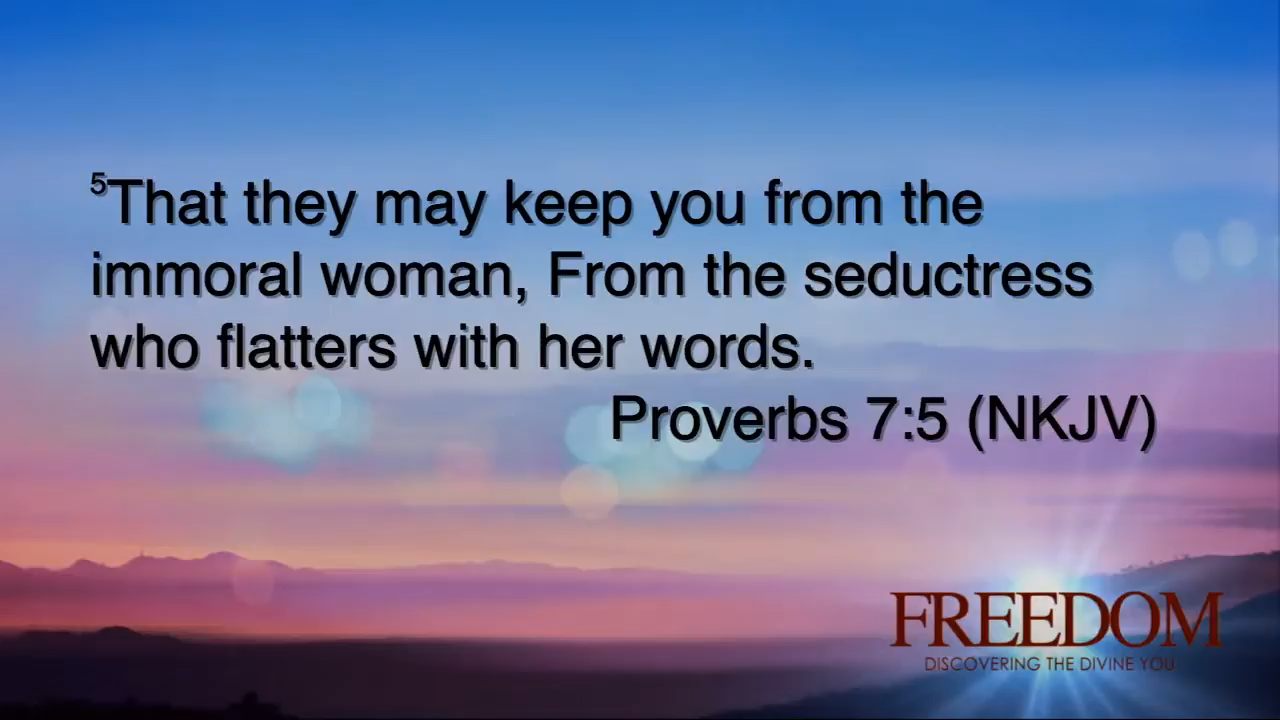 ⁵That they may keep you from the
immoral woman, From the seductress
who flatters with her words.
Proverbs 7:5 (NKJV)
FREEDOM
DISCOVERING THE DIVINE YOU